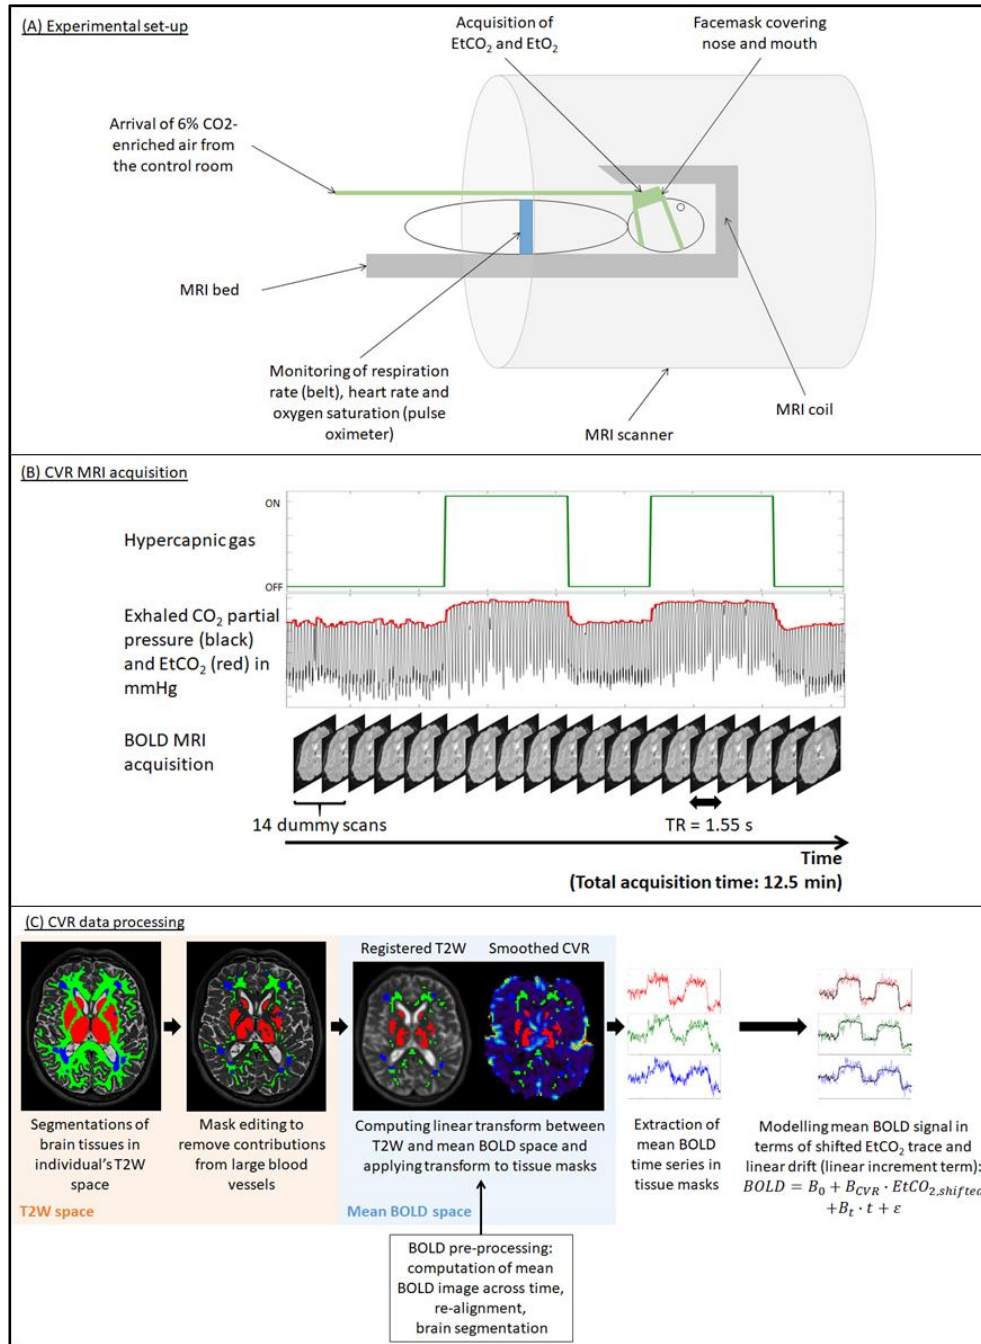 (A) Experimental set-up
Acquisition of
EtCO₂ and EtO₂
Facemask covering
nose and mouth
Arrival of 6% CO2-
enriched air from
the control room
MRI bed
Monitoring of respiration
rate (belt), heart rate and
oxygen saturation (pulse
oximeter)
MRI scanner
MRI coil
(B) CVR MRI acquisition
ON
Hypercapnic gas
OFF
Exhaled CO₂ partial
pressure (black)
and EtCO₂ (red) in
mmHg
BOLD MRI
acquisition
14 dummy scans
TR = 1.55 s
Time
(Total acquisition time: 12.5 min)
(C) CVR data processing
Registered T2W
Smoothed CVR
Segmentations of
brain tissues in
individual's T2W
space
Mask editing to
remove contributions
from large blood
vessels
Computing linear transform between
T2W and mean BOLD space and
applying transform to tissue masks
Extraction of
mean BOLD
time series in
tissue masks
Modelling mean BOLD signal in
terms of shifted EtCO₂ trace and
linear drift (linear increment term):
BOLD = B₀ + B_CVR · EtCO₂,shifted
+B_t · t + ε
T2W space
Mean BOLD space
BOLD pre-processing:
computation of mean
BOLD image across time,
re-alignment,
brain segmentation